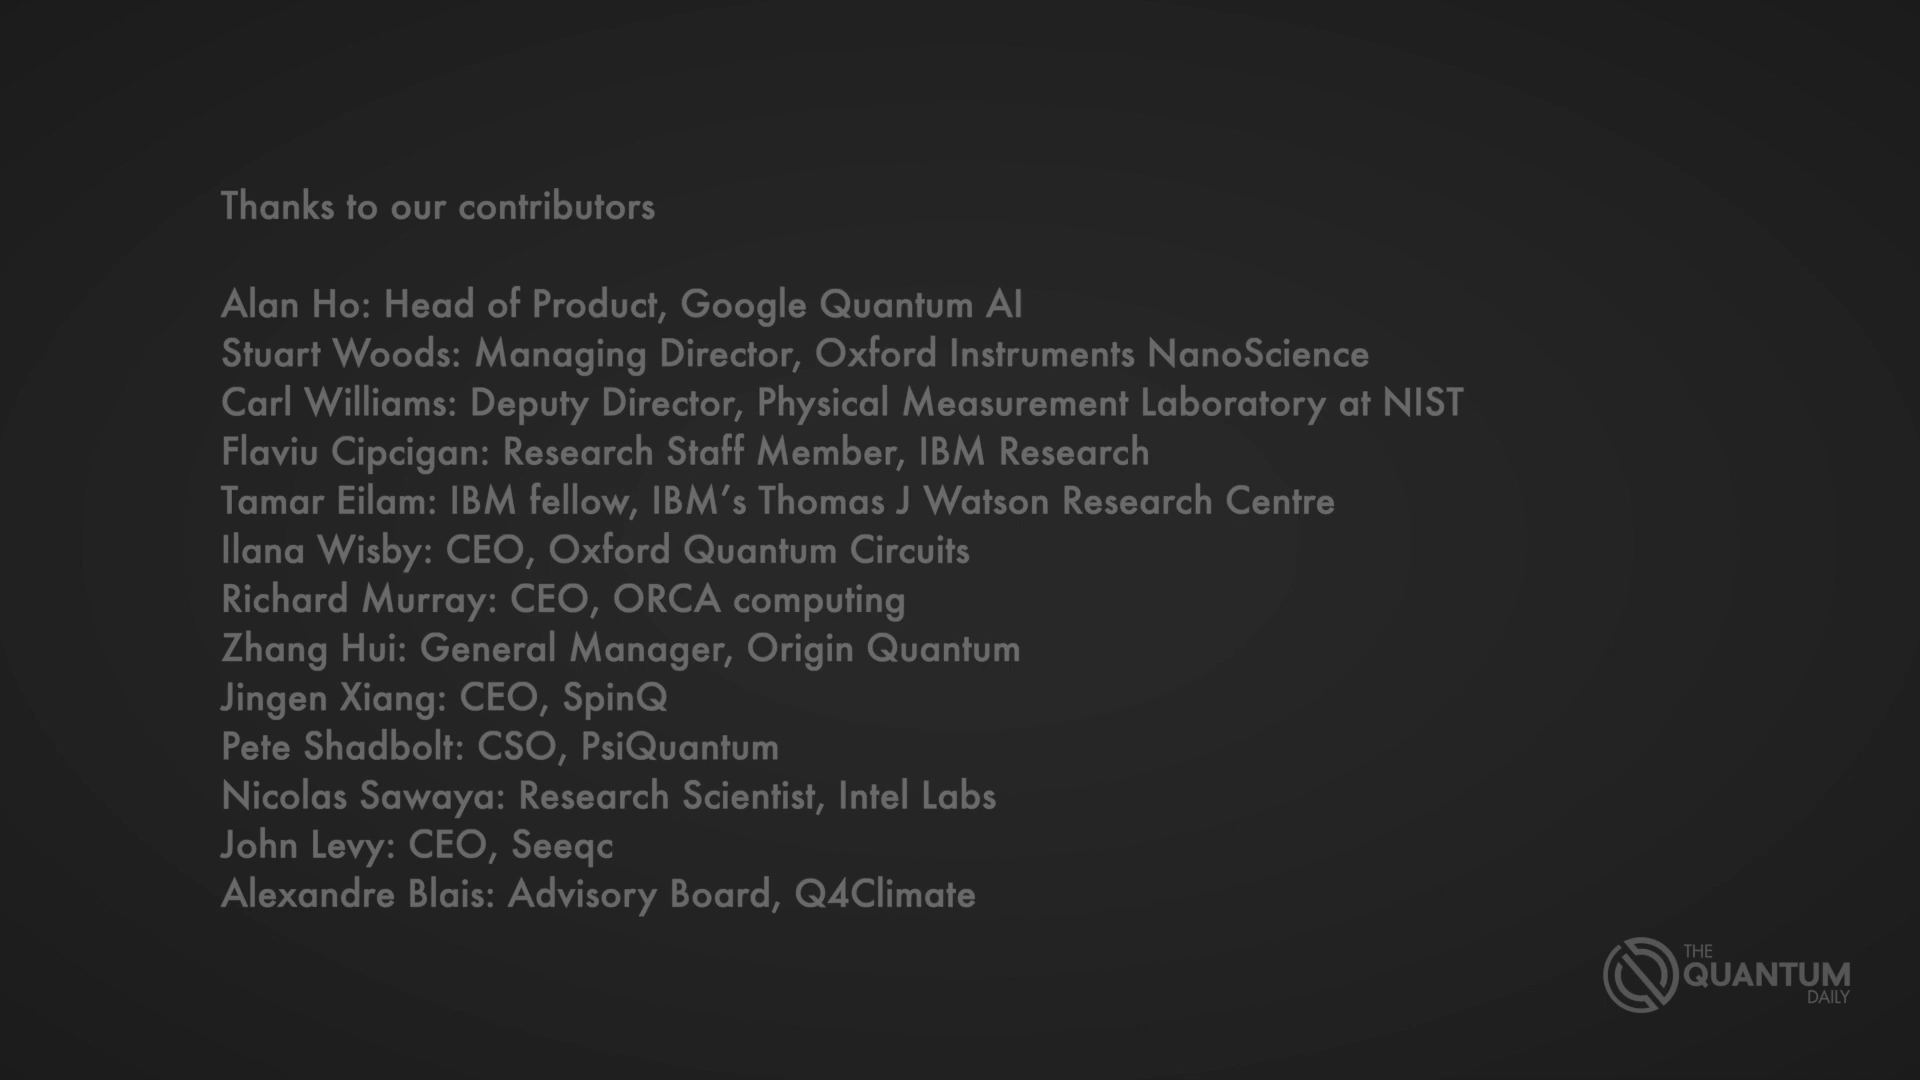 Thanks to our contributors
Alan Ho: Head of Product, Google Quantum AI
Stuart Woods: Managing Director, Oxford Instruments NanoScience
Carl Williams: Deputy Director, Physical Measurement Laboratory at NIST
Flaviu Cipcigan: Research Staff Member, IBM Research
Tamar Eilam: IBM fellow, IBM’s Thomas J Watson Research Centre
Ilana Wisby: CEO, Oxford Quantum Circuits
Richard Murray: CEO, ORCA computing
Zhang Hui: General Manager, Origin Quantum
Jingen Xiang: CEO, SpinQ
Pete Shadbolt: CSO, PsiQuantum
Nicolas Sawaya: Research Scientist, Intel Labs
John Levy: CEO, Seeqc
Alexandre Blais: Advisory Board, Q4Climate
THE
QUANTUM
DAILY